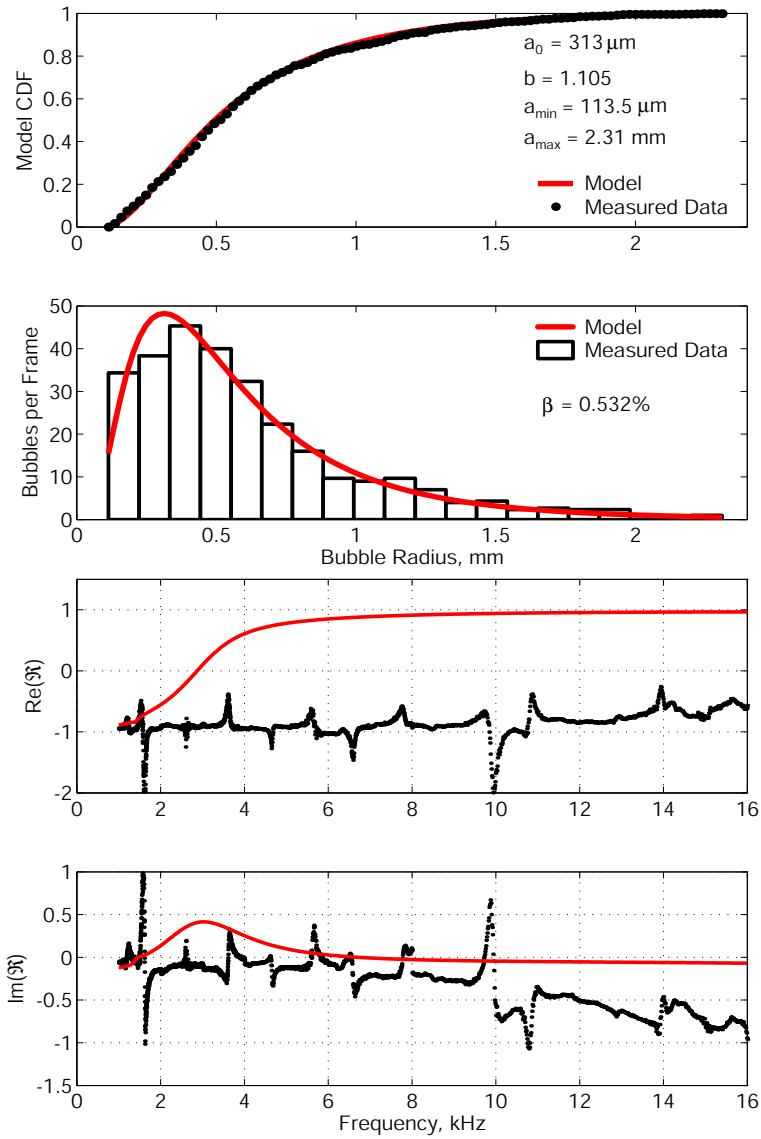 1
0.8
0.6
0.4
0.2
0
Model CDF
a0 = 313 μm
b = 1.105
amin = 113.5 μm
amax = 2.31 mm
Model
Measured Data
0 0.5 1 1.5 2
50
40
30
20
10
0
Bubbles per Frame
Model
Measured Data
β = 0.532%
0 0.5 1 1.5 2
Bubble Radius, mm
1
0
-1
-2
Re(ℜ)
0 2 4 6 8 10 12 14 16
1
0.5
0
-0.5
-1
-1.5
Im(ℜ)
0 2 4 6 8 10 12 14 16
Frequency, kHz